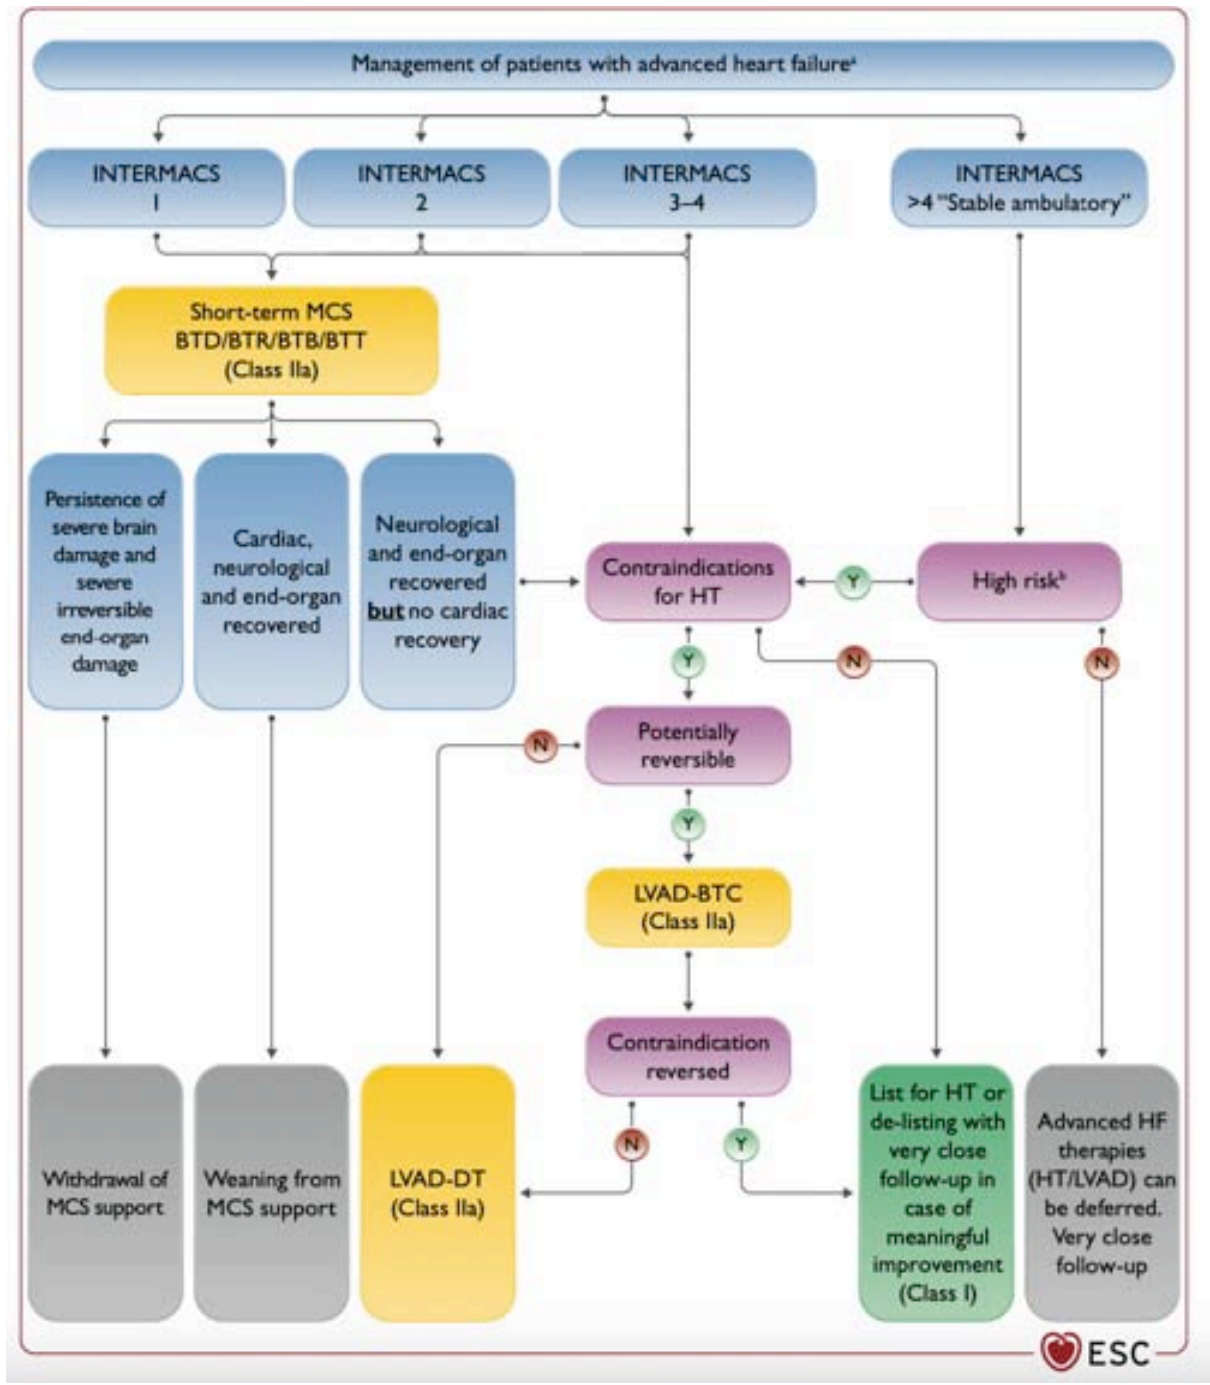 Management of patients with advanced heart failureᵃ
INTERMACS
1
INTERMACS
2
INTERMACS
3–4
INTERMACS
>4 “Stable ambulatory”
Short-term MCS
BTD/BTR/BTB/BTT
(Class IIa)
Persistence of
severe brain
damage and
severe
irreversible
end-organ
damage
Cardiac,
neurological
and end-organ
recovered
Neurological
and end-organ
recovered
but no cardiac
recovery
Contraindications
for HT
Y
High riskᵇ
Y
N
N
Potentially
reversible
N
Y
LVAD-BTC
(Class IIa)
Contraindication
reversed
N
Y
Withdrawal of
MCS support
Weaning from
MCS support
LVAD-DT
(Class IIa)
List for HT or
de-listing with
very close
follow-up in
case of
meaningful
improvement
(Class I)
Advanced HF
therapies
(HT/LVAD) can
be deferred.
Very close
follow-up
ESC